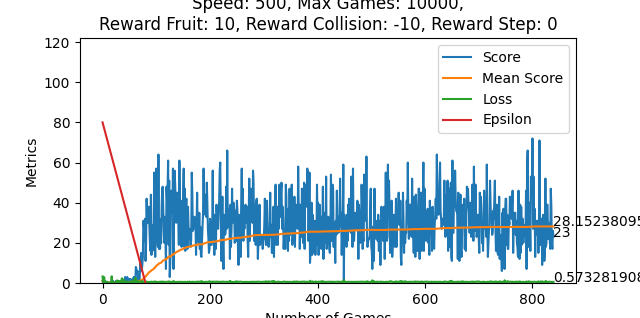 Speed: 500, Max Games: 10000,
Reward Fruit: 10, Reward Collision: -10, Reward Step: 0
120
100
80
60
40
20
0
Metrics
Score
Mean Score
Loss
Epsilon
28.15238095
23
0.573281908
0
200
400
600
800
Number of Games